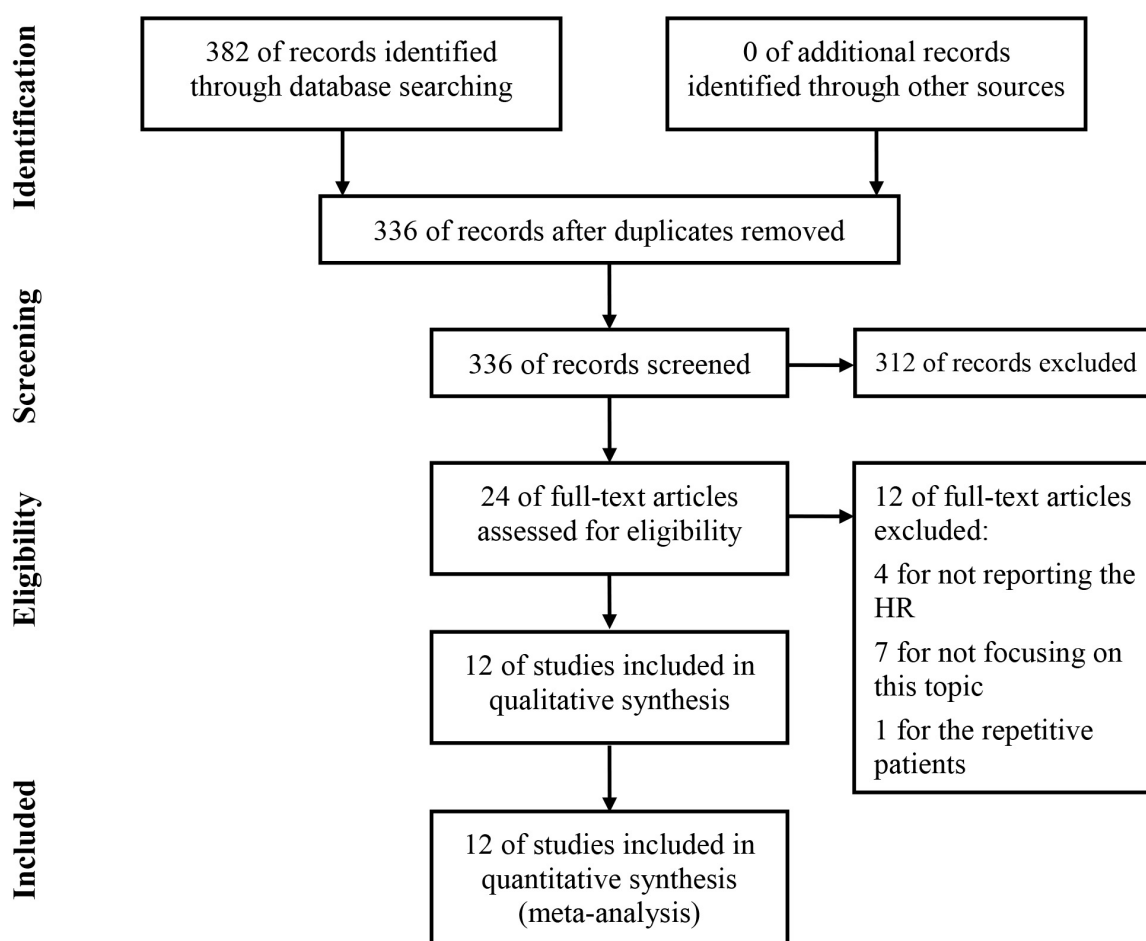 Identification
382 of records identified
through database searching
0 of additional records
identified through other sources
336 of records after duplicates removed
Screening
336 of records screened
312 of records excluded
Eligibility
24 of full-text articles
assessed for eligibility
12 of full-text articles
excluded:
4 for not reporting the
HR
7 for not focusing on
this topic
1 for the repetitive
patients
12 of studies included in
qualitative synthesis
Included
12 of studies included in
quantitative synthesis
(meta-analysis)